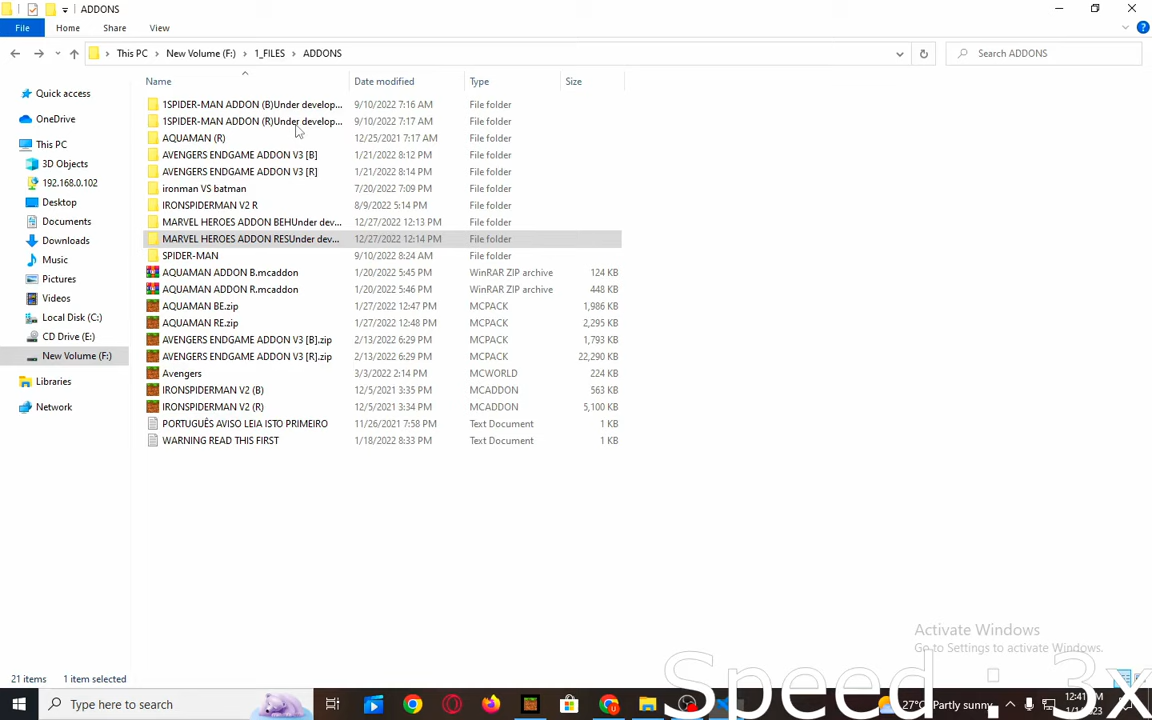 ADDONS
File Home Share View
This PC New Volume (F:) 1_FILES ADDONS
Search ADDONS
Name Date modified Type Size
Quick access
OneDrive
This PC
3D Objects
192.168.0.102
Desktop
Documents
Downloads
Music
Pictures
Videos
Local Disk (C:)
CD Drive (E:)
New Volume (F:)
Libraries
Network
1SPIDER-MAN ADDON (B)Under develop... 9/10/2022 7:16 AM File folder
1SPIDER-MAN ADDON (R)Under develop... 9/10/2022 7:17 AM File folder
AQUAMAN (R) 12/25/2021 7:17 AM File folder
AVENGERS ENDGAME ADDON V3 [B] 1/21/2022 8:12 PM File folder
AVENGERS ENDGAME ADDON V3 [R] 1/21/2022 8:14 PM File folder
ironman VS batman 7/20/2022 7:09 PM File folder
IRONSPIDERMAN V2 R 8/9/2022 5:14 PM File folder
MARVEL HEROES ADDON BEHUnder dev... 12/27/2022 12:13 PM File folder
MARVEL HEROES ADDON RESUnder dev... 12/27/2022 12:14 PM File folder
SPIDER-MAN 9/10/2022 8:24 AM File folder
AQUAMAN ADDON B.mcaddon 1/20/2022 5:45 PM WinRAR ZIP archive 124 KB
AQUAMAN ADDON R.mcaddon 1/20/2022 5:46 PM WinRAR ZIP archive 448 KB
AQUAMAN BE.zip 1/27/2022 12:47 PM MCPACK 1,986 KB
AQUAMAN RE.zip 1/27/2022 12:48 PM MCPACK 2,295 KB
AVENGERS ENDGAME ADDON V3 [B].zip 2/13/2022 6:29 PM MCPACK 1,793 KB
AVENGERS ENDGAME ADDON V3 [R].zip 2/13/2022 6:29 PM MCPACK 22,290 KB
Avengers 3/3/2022 2:14 PM MCWORLD 224 KB
IRONSPIDERMAN V2 (B) 12/5/2021 3:35 PM MCADDON 563 KB
IRONSPIDERMAN V2 (R) 12/5/2021 3:34 PM MCADDON 5,100 KB
PORTUGUÊS AVISO LEIA ISTO PRIMEIRO 11/26/2021 7:58 PM Text Document 1 KB
WARNING READ THIS FIRST 1/18/2022 8:33 PM Text Document 1 KB
Activate Windows
Go to Settings to activate Windows.
21 items 1 item selected
Speed : 3x
Type here to search
27°C Partly sunny